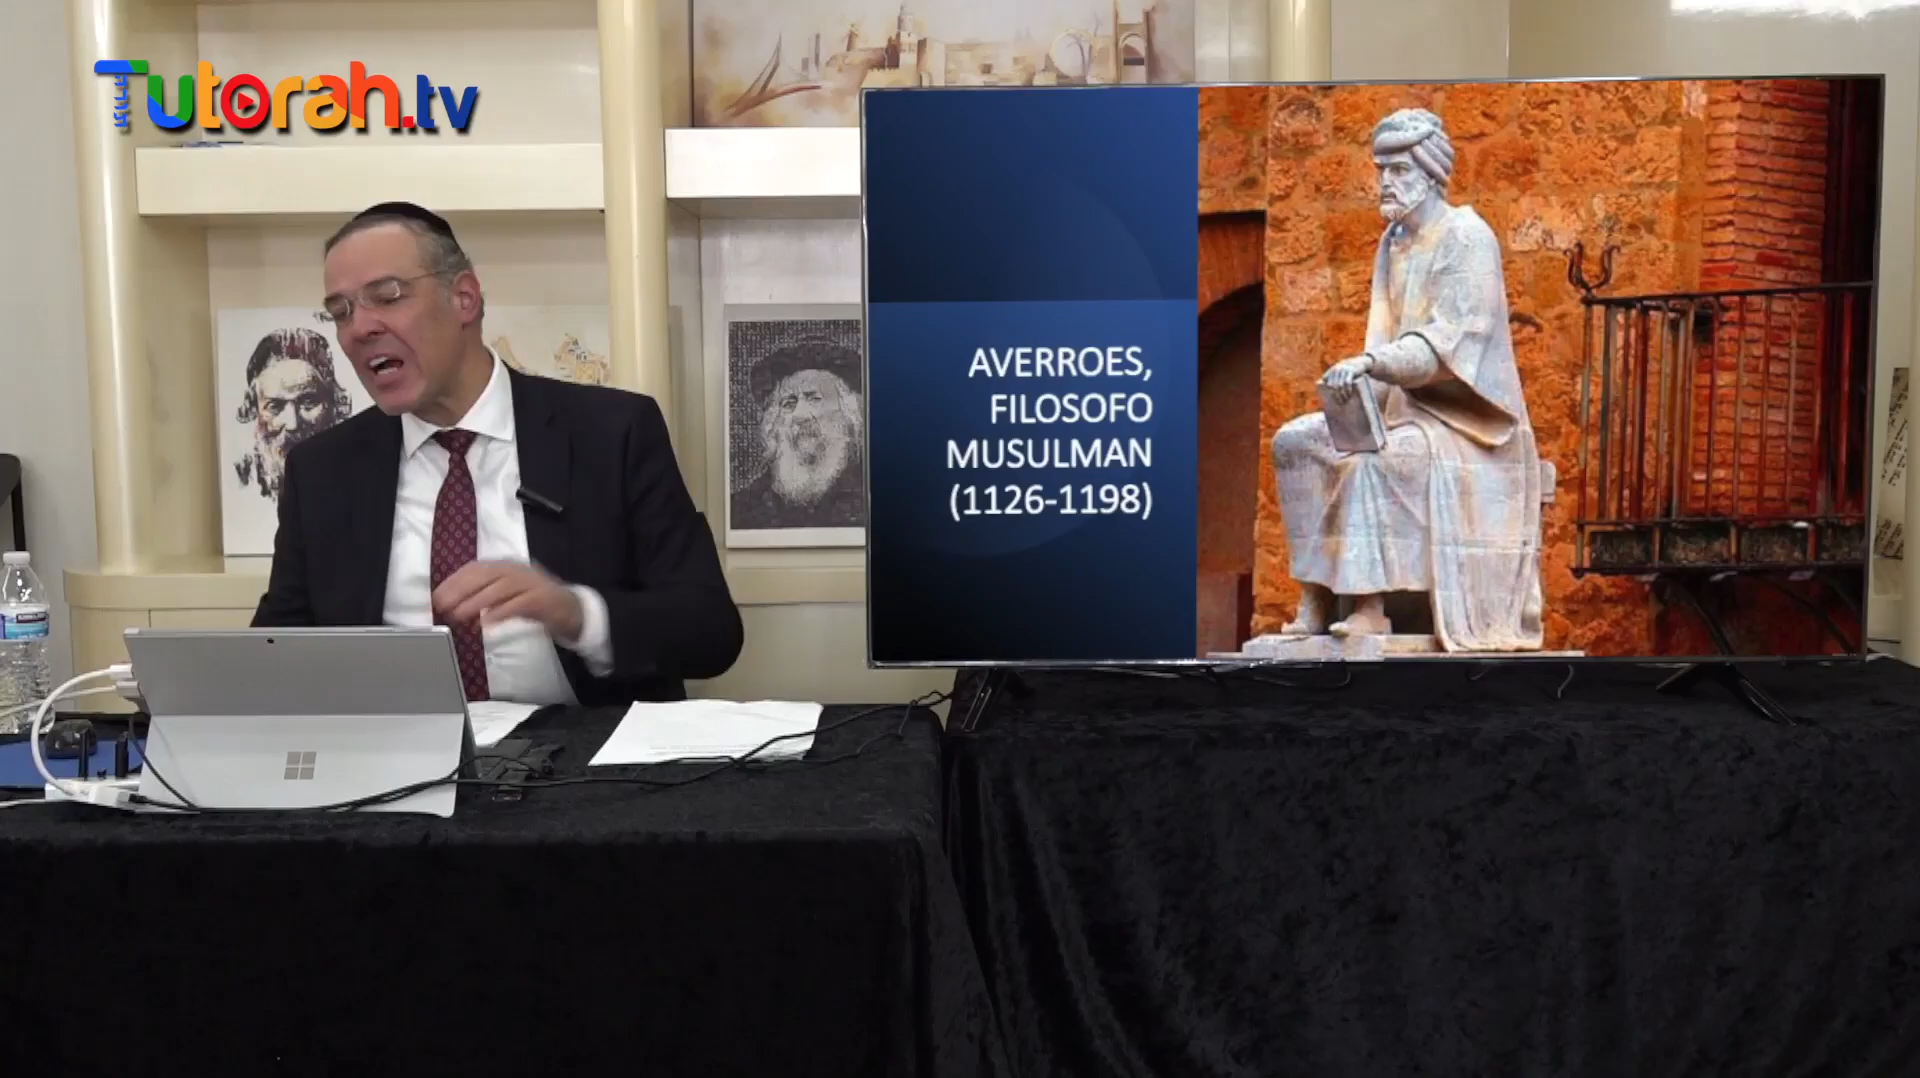 Tutorah.tv
AVERROES,
FILOSOFO
MUSULMAN
(1126-1198)